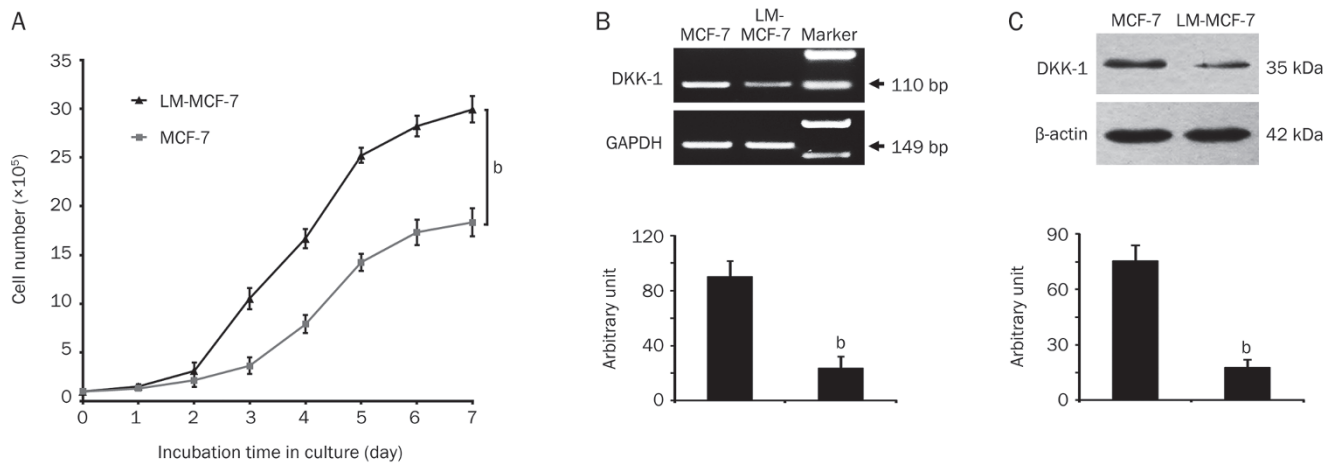 A
Cell number (×10⁵)
35
30
25
20
15
10
5
0
LM-MCF-7
MCF-7
b
0 1 2 3 4 5 6 7
Incubation time in culture (day)
B
MCF-7 LM-MCF-7 Marker
DKK-1 110 bp
GAPDH 149 bp
Arbitrary unit
120
80
40
0
b
C
MCF-7 LM-MCF-7
DKK-1 35 kDa
β-actin 42 kDa
Arbitrary unit
90
75
60
45
30
15
0
b